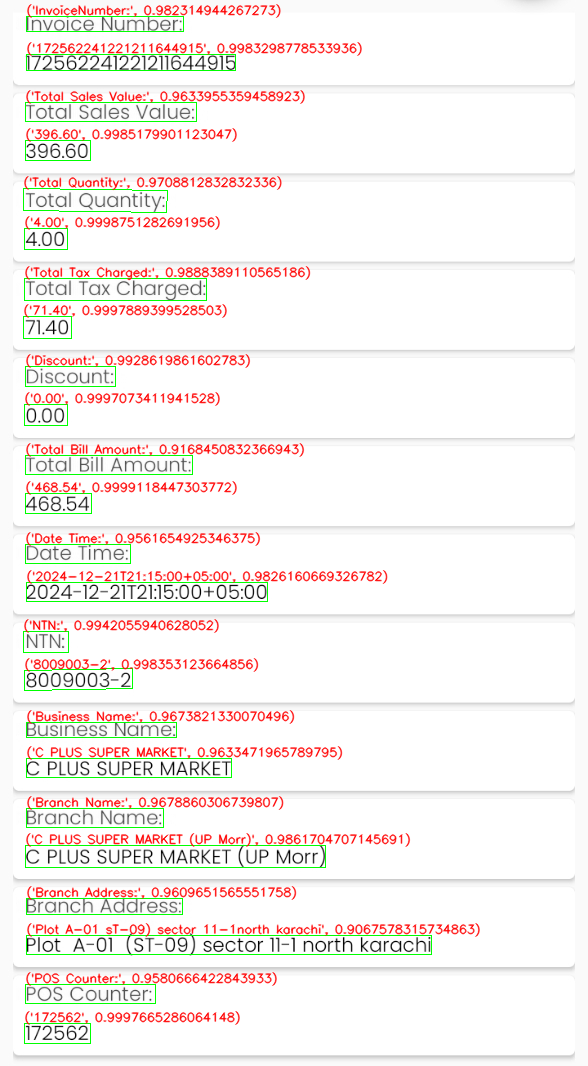 ('InvoiceNumber:', 0.982314944267273)
Invoice Number:
('172562241221211644915', 0.9983298778533936)
172562241221211644915
('Total Sales Value:', 0.9633955359458923)
Total Sales Value:
('396.60', 0.9985179901123047)
396.60
('Total Quantity:', 0.9708812832832336)
Total Quantity:
('4.00', 0.9998751282691956)
4.00
('Total Tax Charged:', 0.9888389110565186)
Total Tax Charged:
('71.40', 0.9997889399528503)
71.40
('Discount:', 0.9928619861602783)
Discount:
('0.00', 0.9997073411941528)
0.00
('Total Bill Amount:', 0.9168450832366943)
Total Bill Amount:
('468.54', 0.9999118447303772)
468.54
('Date Time:', 0.9561654925346375)
Date Time:
('2024-12-21T21:15:00+05:00', 0.9826160669326782)
2024-12-21T21:15:00+05:00
('NTN:', 0.9942055940628052)
NTN:
('8009003-2', 0.998353123664856)
8009003-2
('Business Name:', 0.9673821330070496)
Business Name:
('C PLUS SUPER MARKET', 0.9633471965789795)
C PLUS SUPER MARKET
('Branch Name:', 0.9678860306739807)
Branch Name:
('C PLUS SUPER MARKET (UP Morr)', 0.9861704707145691)
C PLUS SUPER MARKET (UP Morr)
('Branch Address:', 0.9609651565551758)
Branch Address:
('Plot A-01 sT-09) sector 11-1north karachi', 0.9067578315734863)
Plot A-01 (ST-09) sector 11-1 north karachi
('POS Counter:', 0.9580666422843933)
POS Counter:
('172562', 0.9997665286064148)
172562